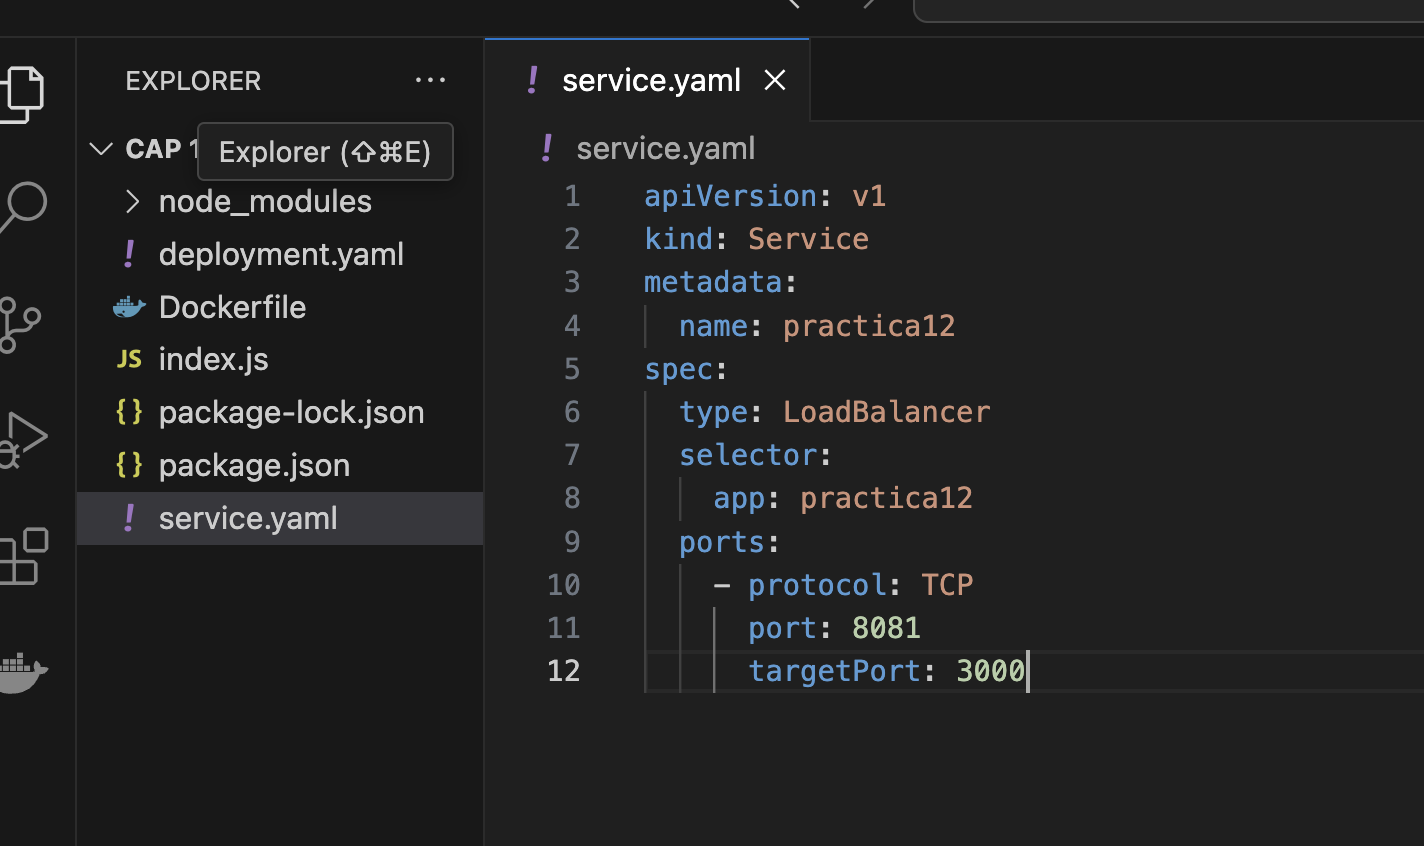 EXPLORER
CAP 1
Explorer (⇧⌘E)
node_modules
deployment.yaml
Dockerfile
JS index.js
{} package-lock.json
{} package.json
! service.yaml
! service.yaml ×
! service.yaml
1 apiVersion: v1
2 kind: Service
3 metadata:
4   name: practica12
5 spec:
6   type: LoadBalancer
7   selector:
8     app: practica12
9   ports:
10     - protocol: TCP
11       port: 8081
12       targetPort: 3000